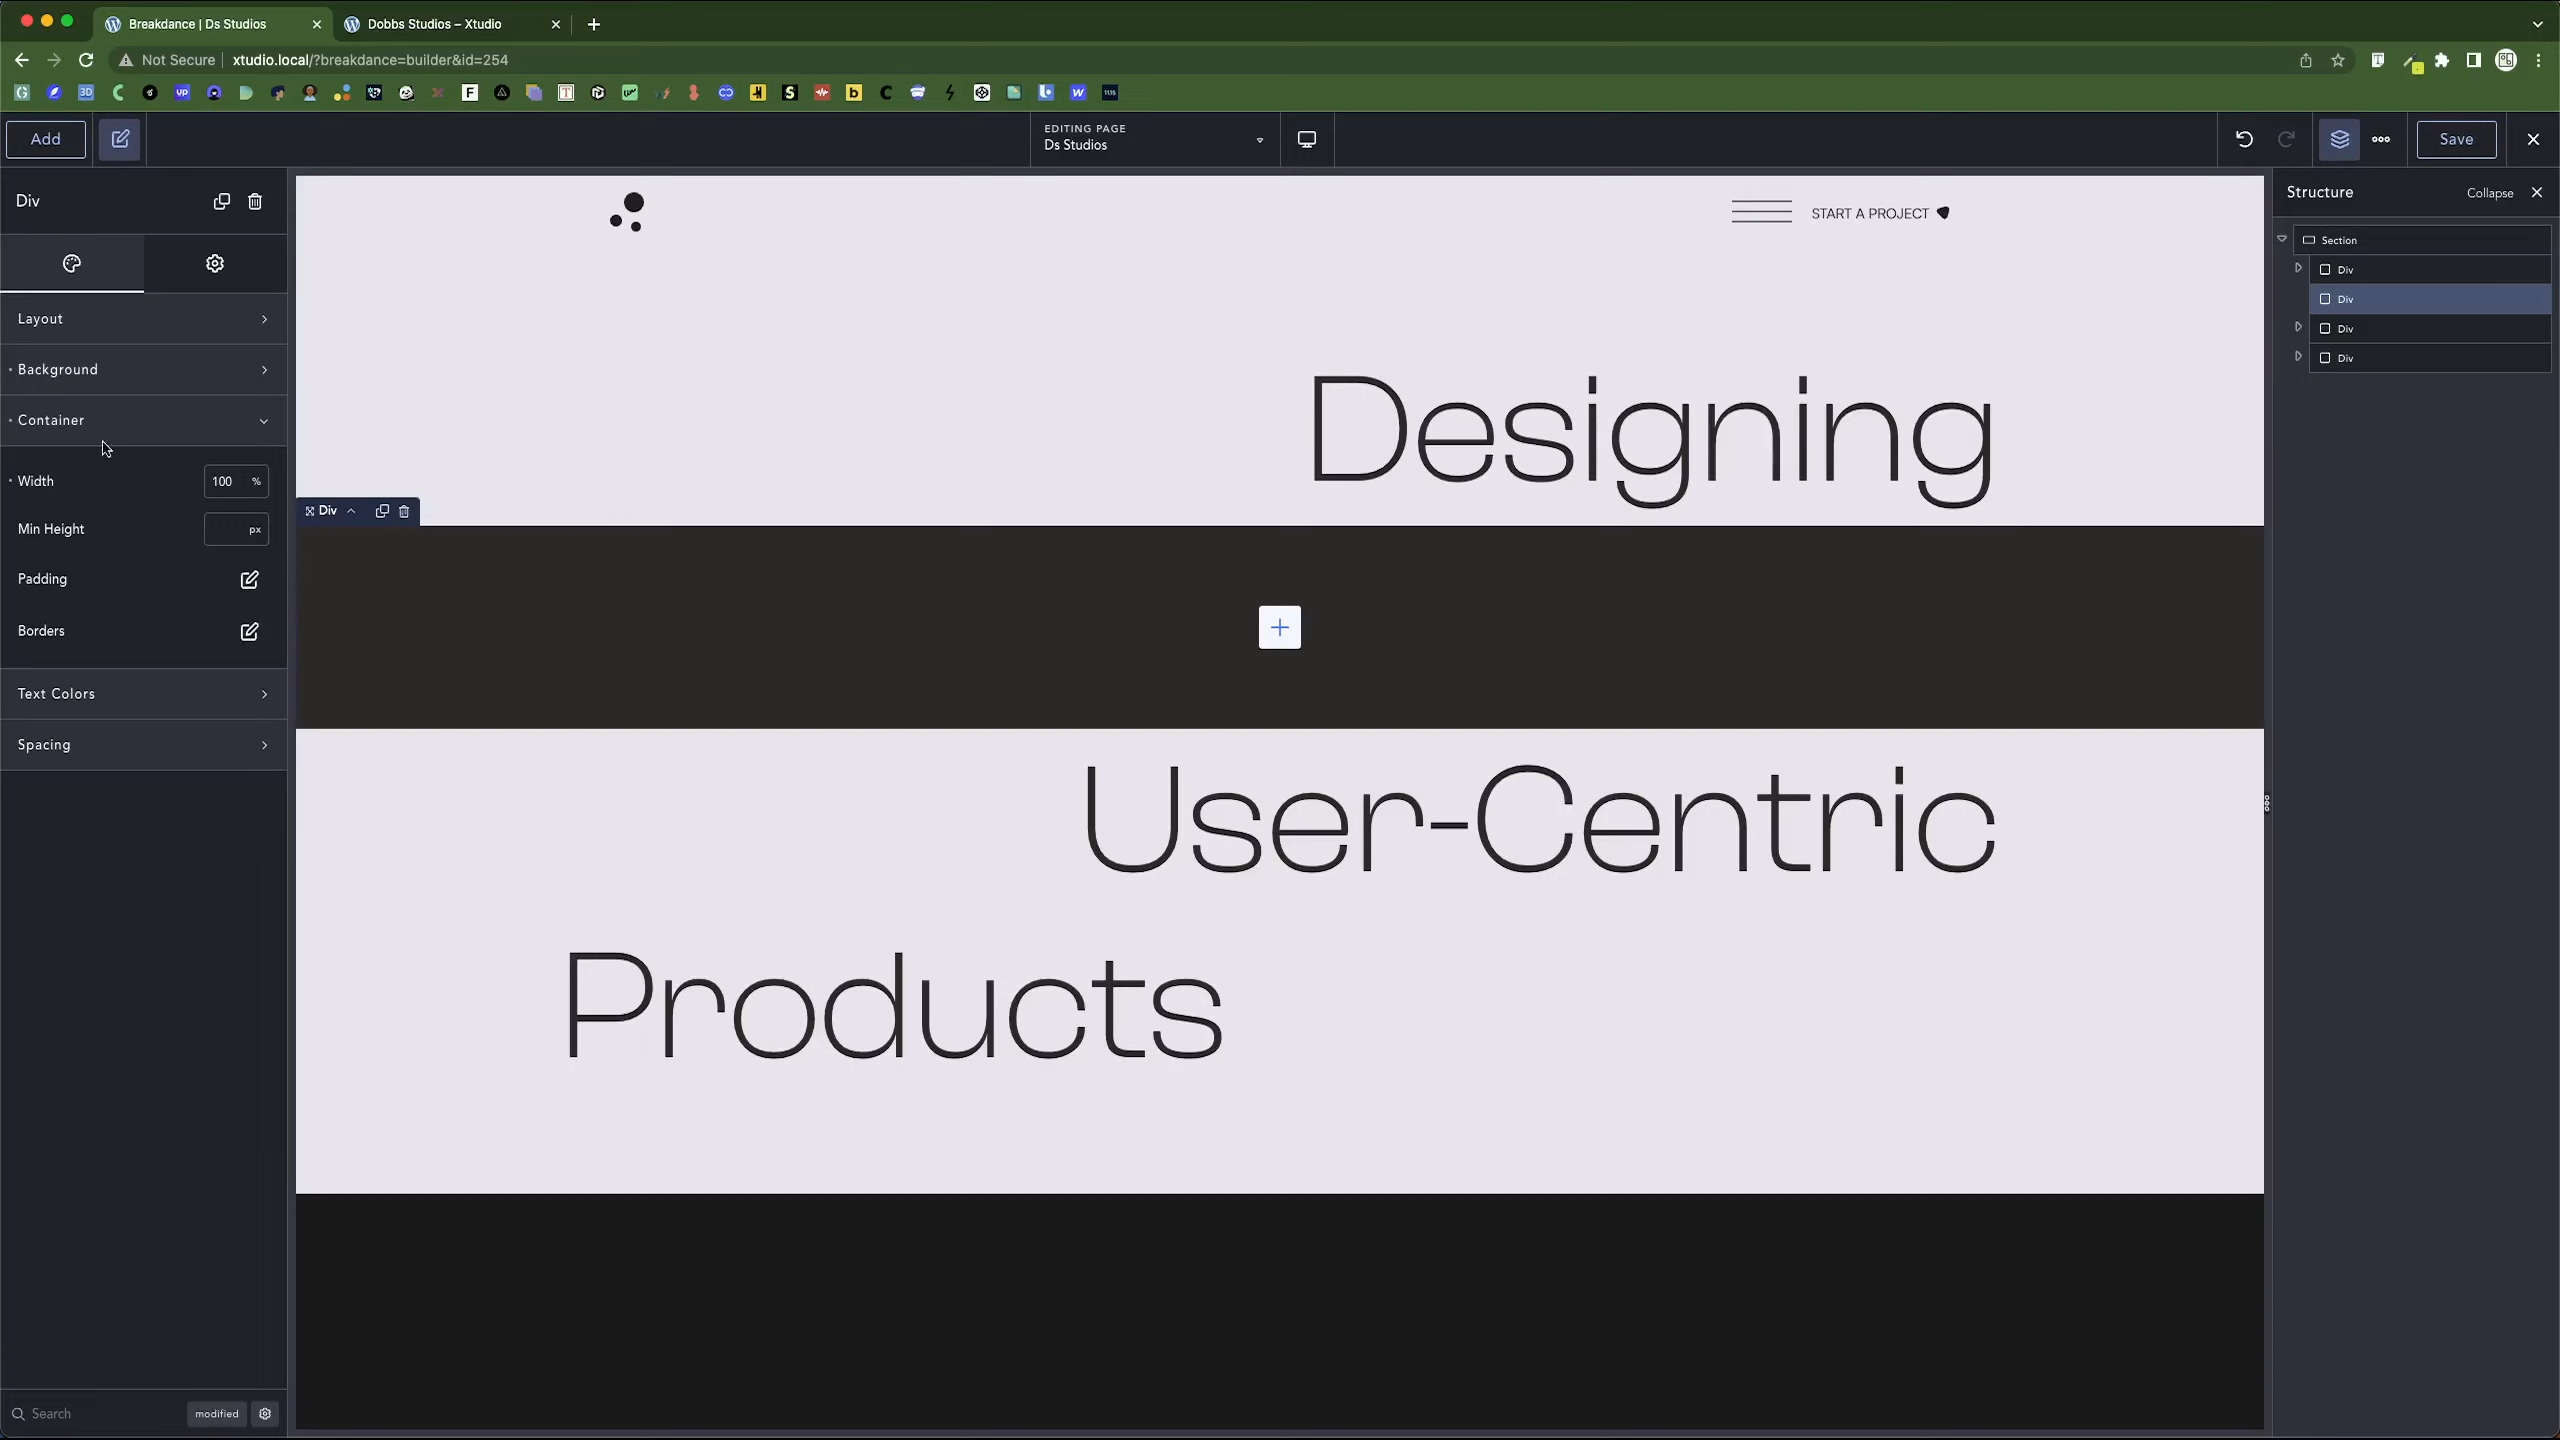 Breakdance | Ds Studios
Dobbs Studios – Xtudio
Not Secure
xtudio.local/?breakdance=builder&id=254
Add
EDITING PAGE
Ds Studios
Save
Div
Layout
Background
Container
Width
100 %
Min Height
px
Padding
Borders
Text Colors
Spacing
Search
modified
START A PROJECT
Designing
Div
User-Centric
Products
Structure
Collapse
Section
Div
Div
Div
Div